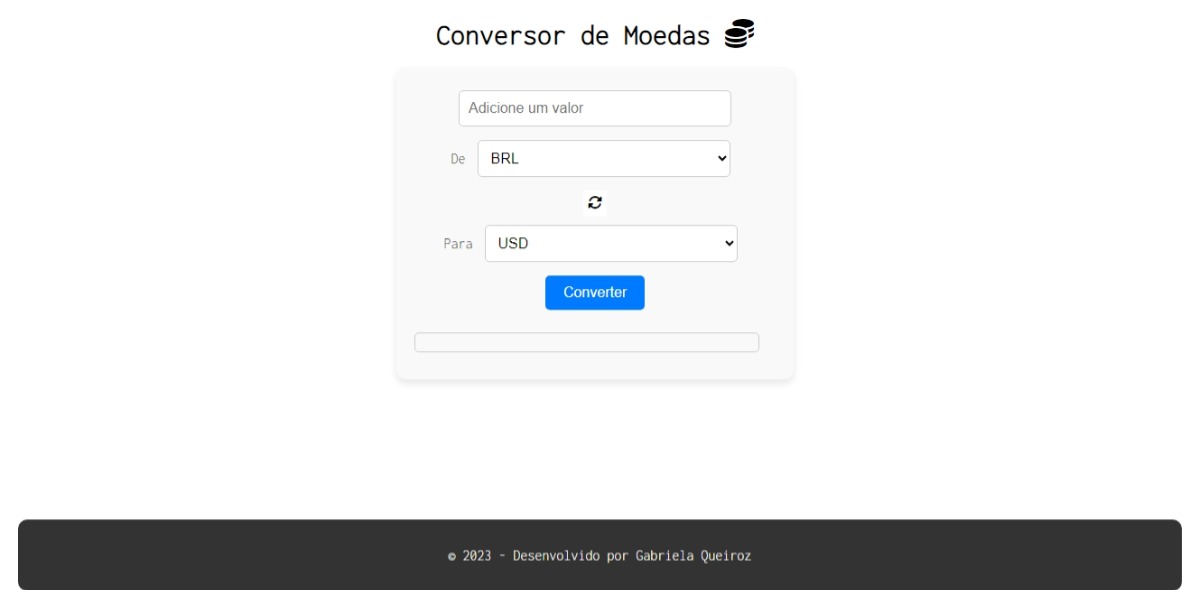 Conversor de Moedas
Adicione um valor
De BRL
Para USD
Converter
© 2023 - Desenvolvido por Gabriela Queiroz